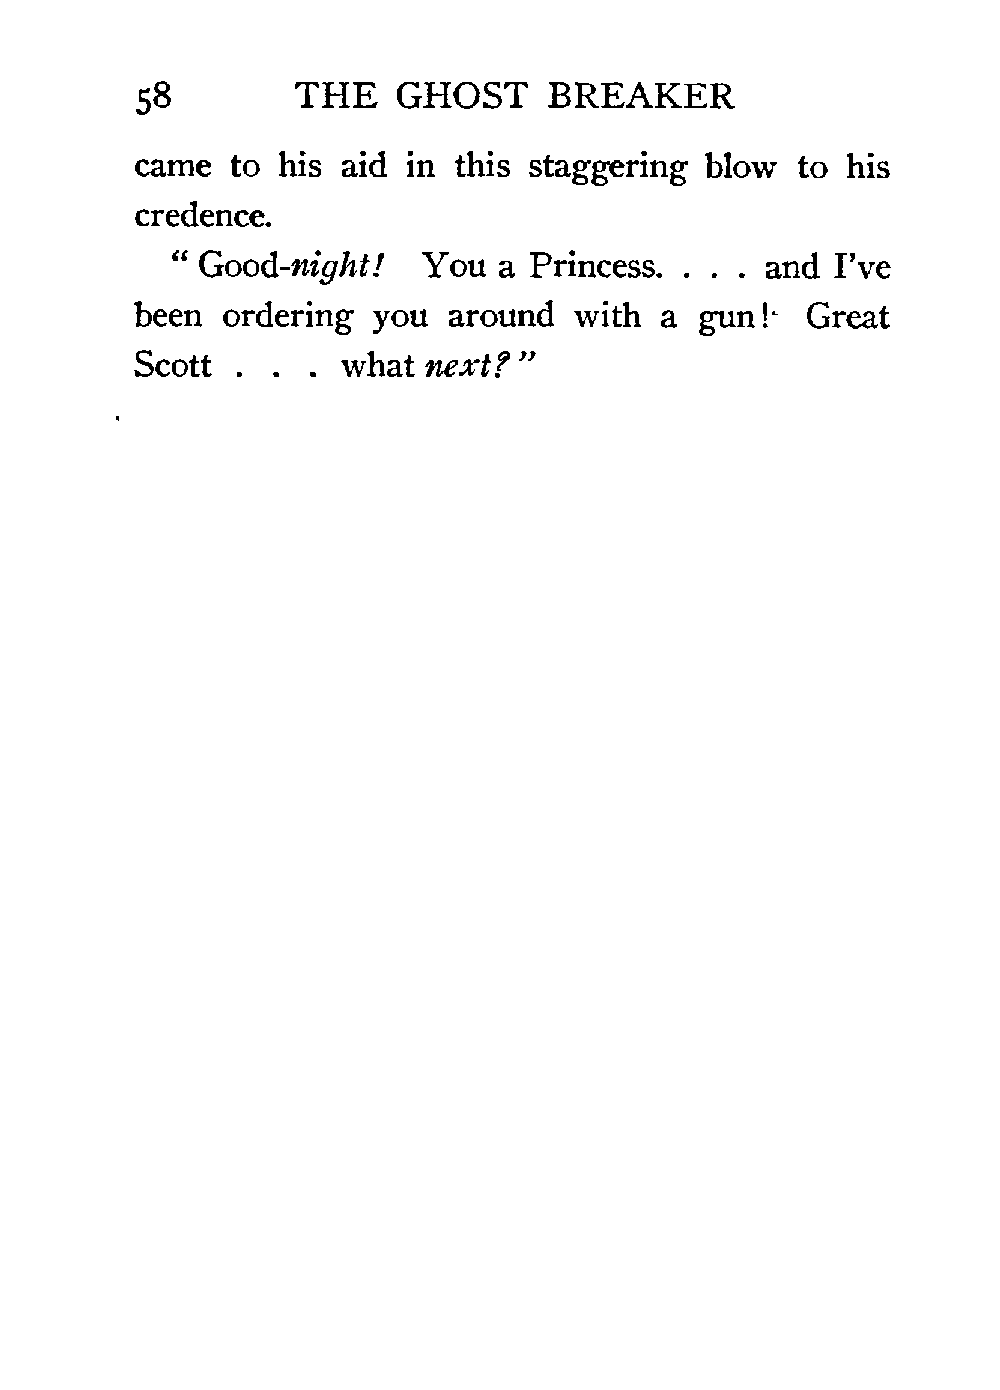 58 THE GHOST BREAKER
came to his aid in this staggering blow to his
credence.
“ Good-night! You a Princess. . . . and I’ve
been ordering you around with a gun! Great
Scott . . . what next? ”